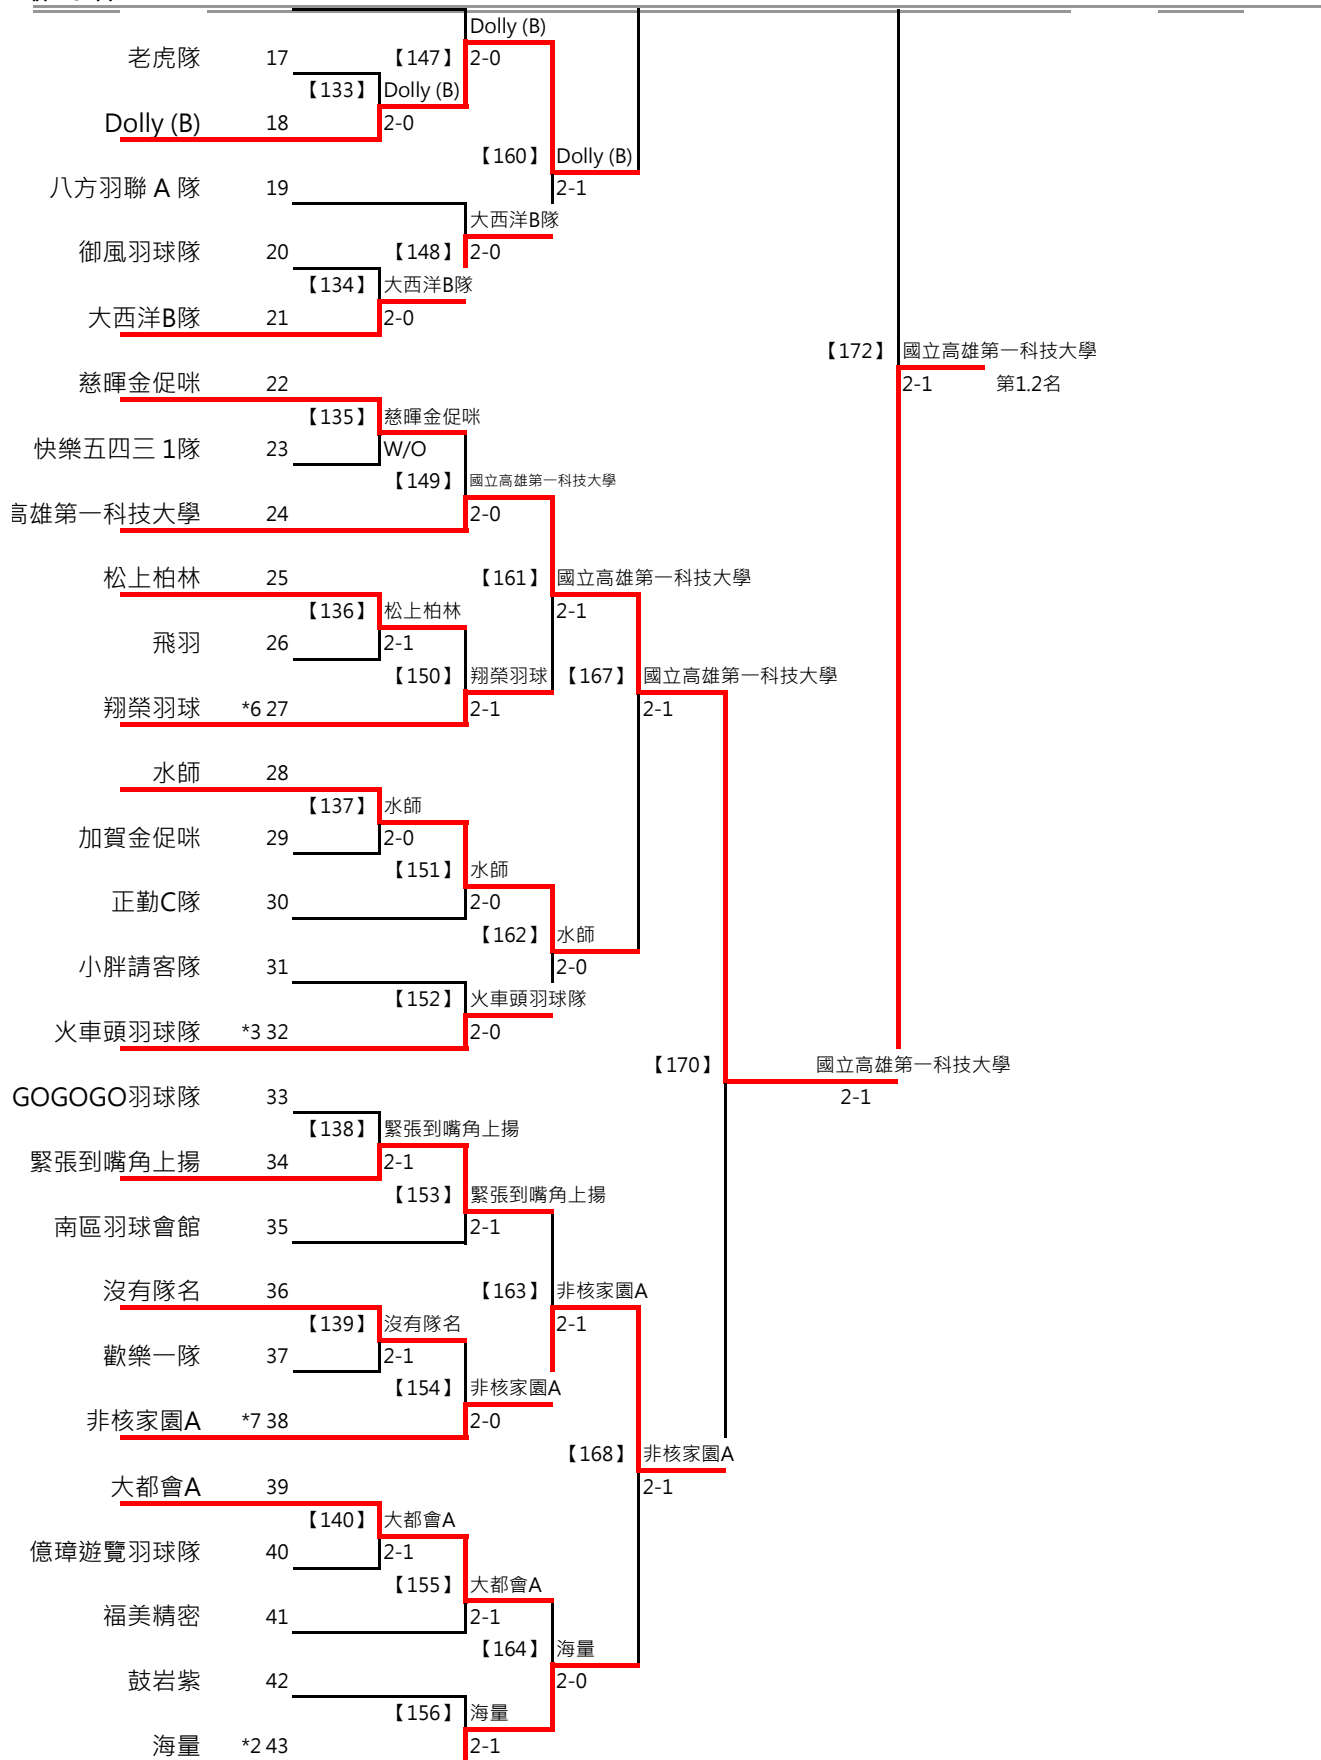 Dolly (B)
老虎隊 17 【147】 2-0
【133】 Dolly (B)
Dolly (B) 18 2-0
【160】 Dolly (B)
八方羽聯 A 隊 19 2-1
大西洋B隊
御風羽球隊 20 【148】 2-0
【134】 大西洋B隊
大西洋B隊 21 2-0
【172】 國立高雄第一科技大學
慈暉金促咪 22 2-1 第1.2名
【135】 慈暉金促咪
快樂五四三 1隊 23 W/O
【149】 國立高雄第一科技大學
高雄第一科技大學 24 2-0
松上柏林 25 【161】 國立高雄第一科技大學
【136】 松上柏林 2-1
飛羽 26 2-1
【150】 翔榮羽球 【167】 國立高雄第一科技大學
翔榮羽球 *6 27 2-1 2-1
水師 28
【137】 水師
加賀金促咪 29 2-0
【151】 水師
正勤C隊 30 2-0
【162】 水師
小胖請客隊 31 2-0
【152】 火車頭羽球隊
火車頭羽球隊 *3 32 2-0
【170】 國立高雄第一科技大學
GOGOGO羽球隊 33 2-1
【138】 緊張到嘴角上揚
緊張到嘴角上揚 34 2-1
【153】 緊張到嘴角上揚
南區羽球會館 35 2-1
沒有隊名 36 【163】 非核家園A
【139】 沒有隊名 2-1
歡樂一隊 37 2-1
【154】 非核家園A
非核家園A *7 38 2-0
【168】 非核家園A
大都會A 39 2-1
【140】 大都會A
億璋遊覽羽球隊 40 2-1
【155】 大都會A
福美精密 41 2-1
【164】 海量
鼓岩紫 42 2-0
【156】 海量
海量 *2 43 2-1